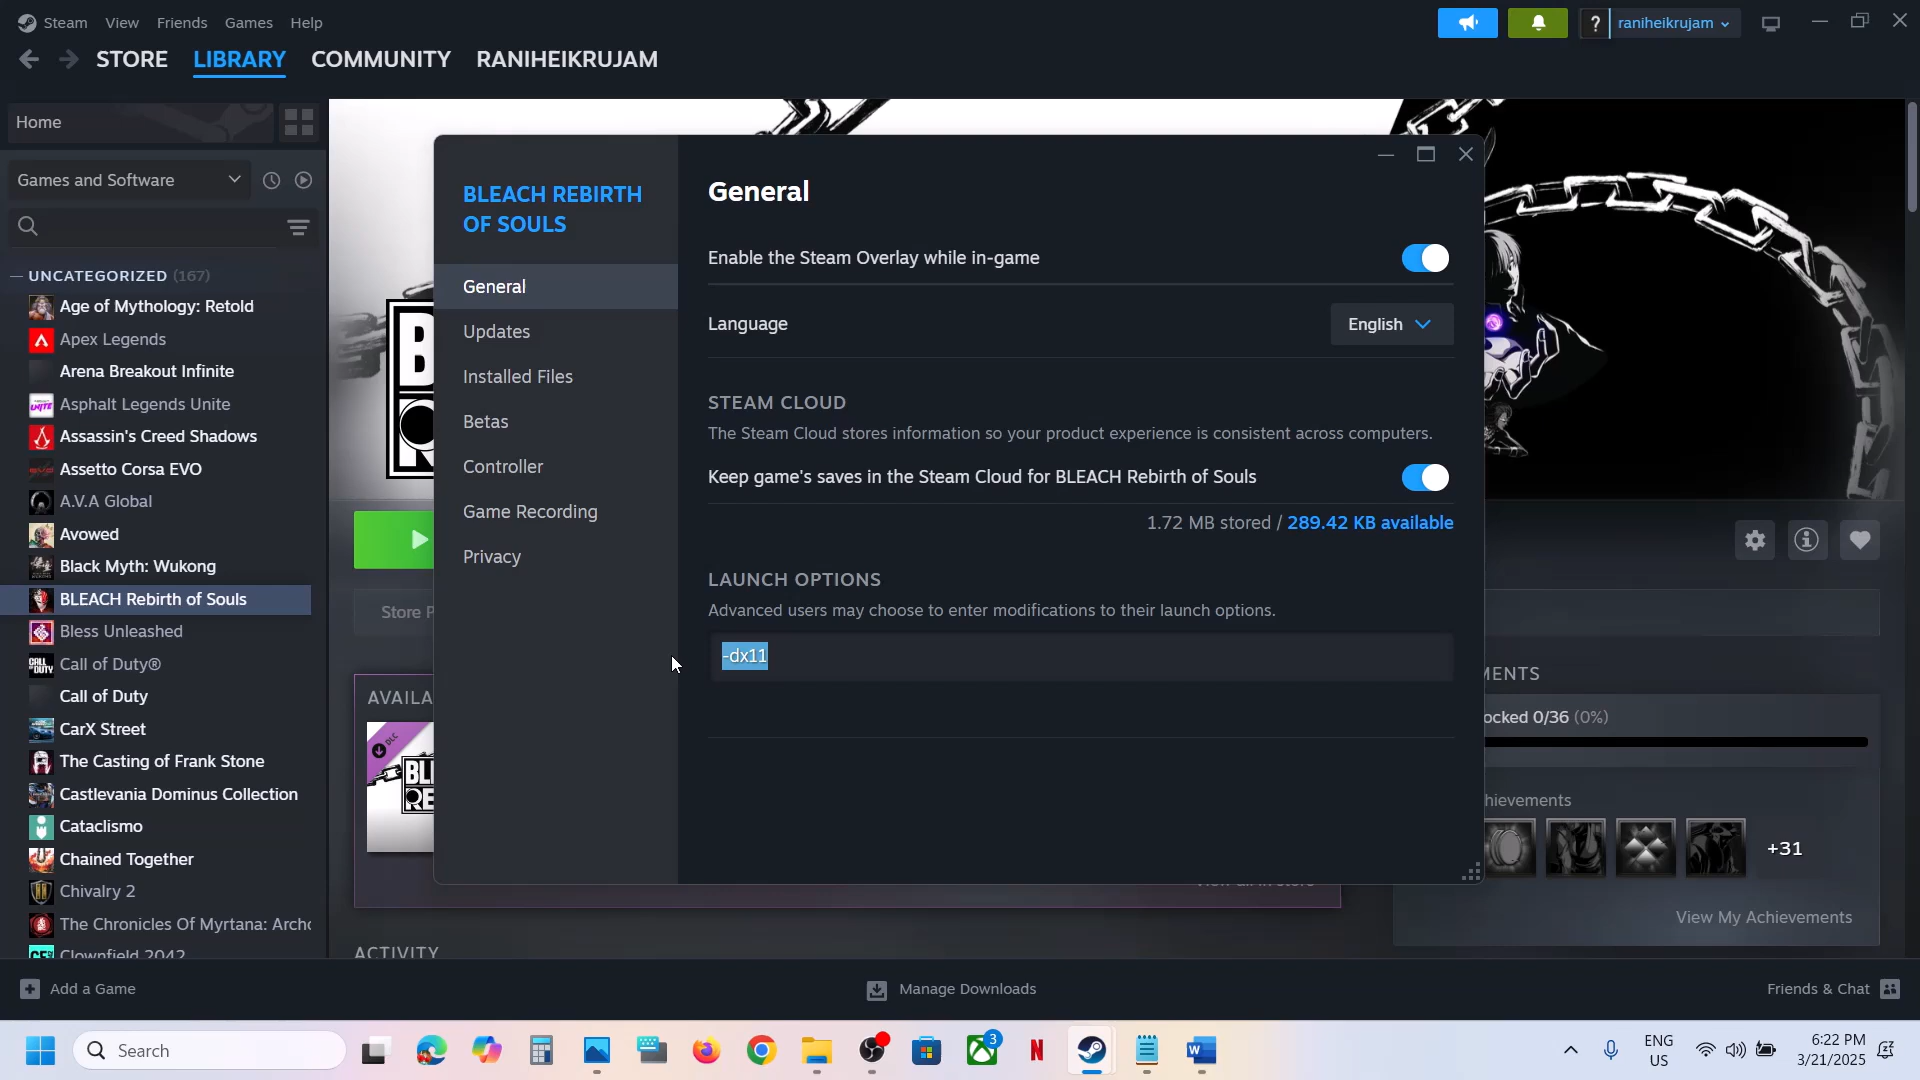 Steam View Friends Games Help
? raniheikrujam
STORE LIBRARY COMMUNITY RANIHEIKRUJAM
Home
Games and Software
UNCATEGORIZED (167)
Age of Mythology: Retold
Apex Legends
Arena Breakout Infinite
Asphalt Legends Unite
Assassin's Creed Shadows
Assetto Corsa EVO
A.V.A Global
Avowed
Black Myth: Wukong
BLEACH Rebirth of Souls
Bless Unleashed
Call of Duty®
Call of Duty
CarX Street
The Casting of Frank Stone
Castlevania Dominus Collection
Cataclismo
Chained Together
Chivalry 2
The Chronicles Of Myrtana: Archo
Clownfield 2042
BLEACH REBIRTH
OF SOULS
General
Updates
Installed Files
Betas
Controller
Game Recording
Privacy
General
Enable the Steam Overlay while in-game
Language
English
STEAM CLOUD
The Steam Cloud stores information so your product experience is consistent across computers.
Keep game's saves in the Steam Cloud for BLEACH Rebirth of Souls
1.72 MB stored / 289.42 KB available
LAUNCH OPTIONS
Advanced users may choose to enter modifications to their launch options.
-dx11
Store P
AVAILA
DLC
ACTIVITY
MENTS
ocked 0/36 (0%)
hievements
+31
View My Achievements
Add a Game
Manage Downloads
Friends & Chat
Search
3
ENG
US
6:22 PM
3/21/2025